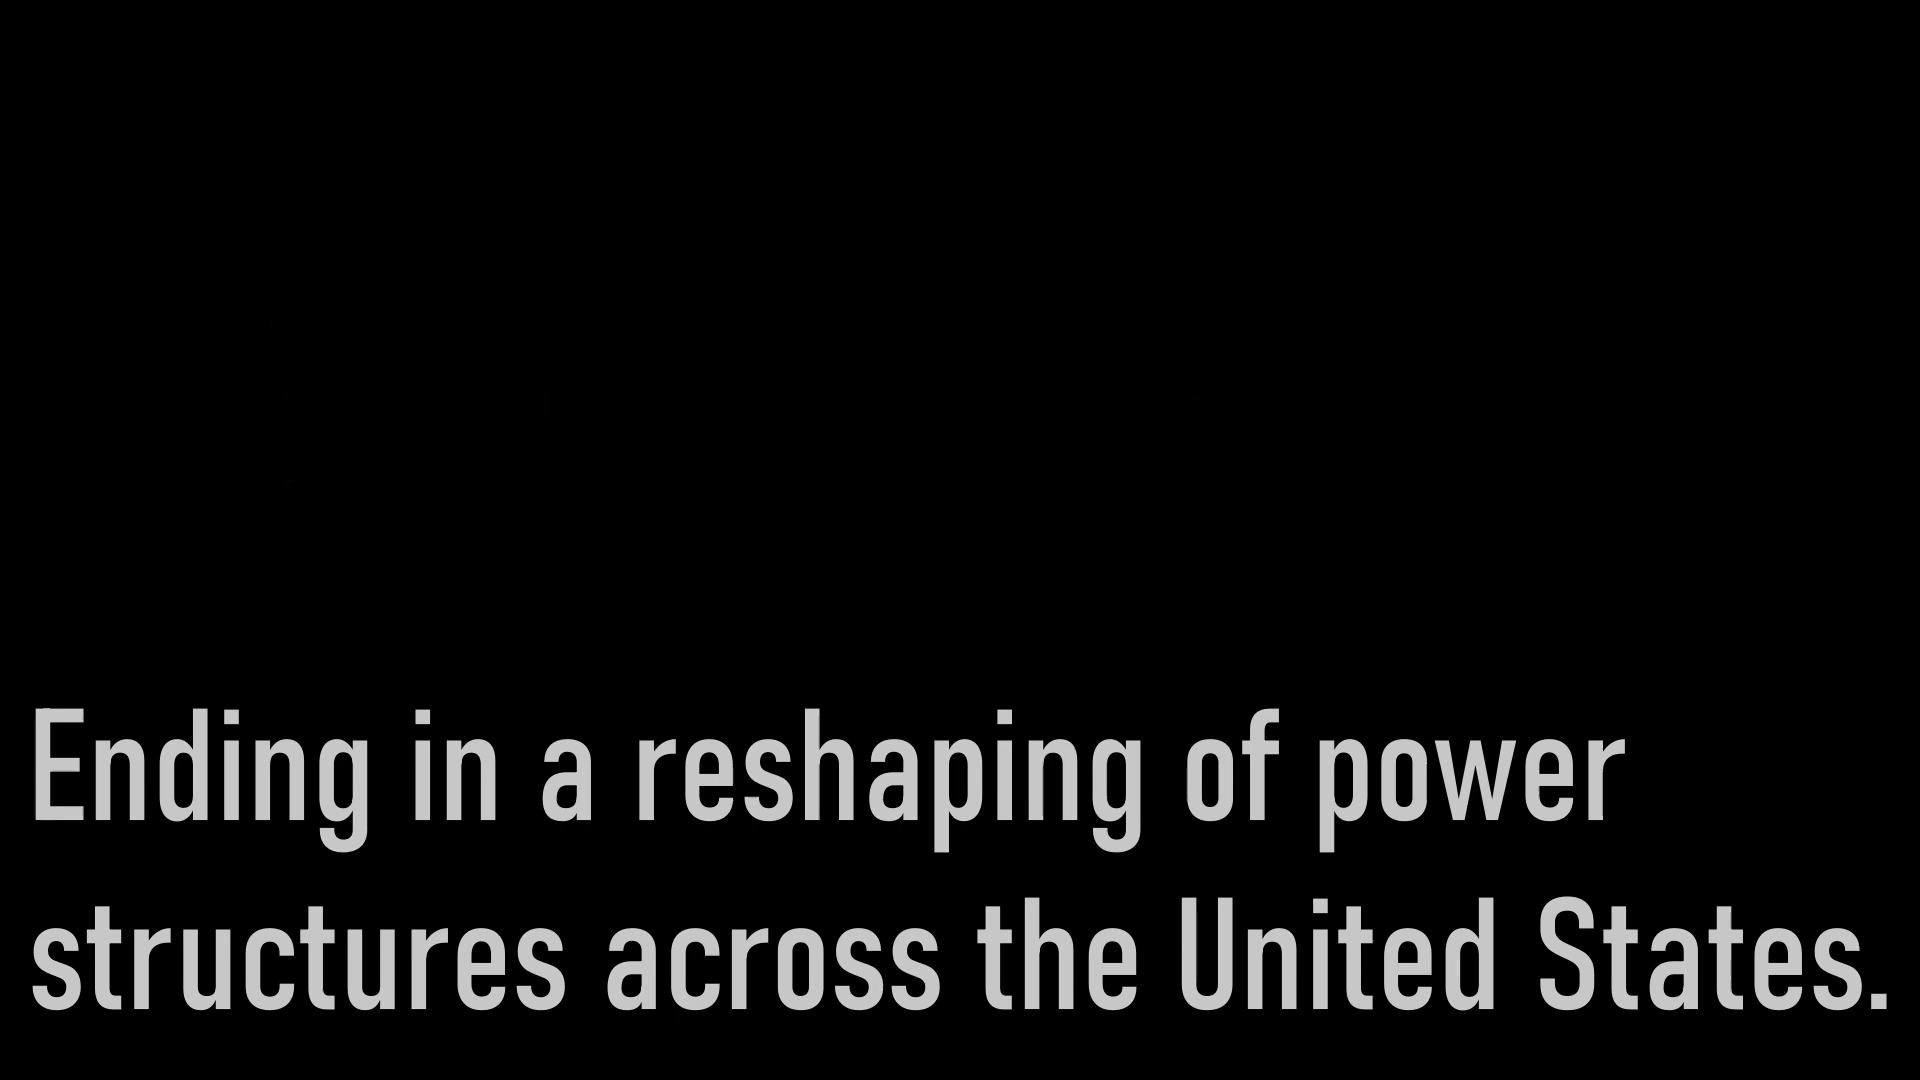 Ending in a reshaping of power
structures across the United States.